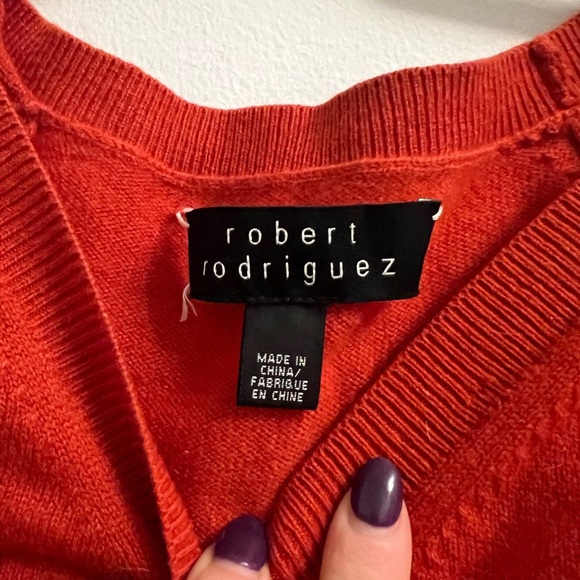 robert
rodriguez
MADE IN
CHINA/
FABRIQUE
EN CHINE